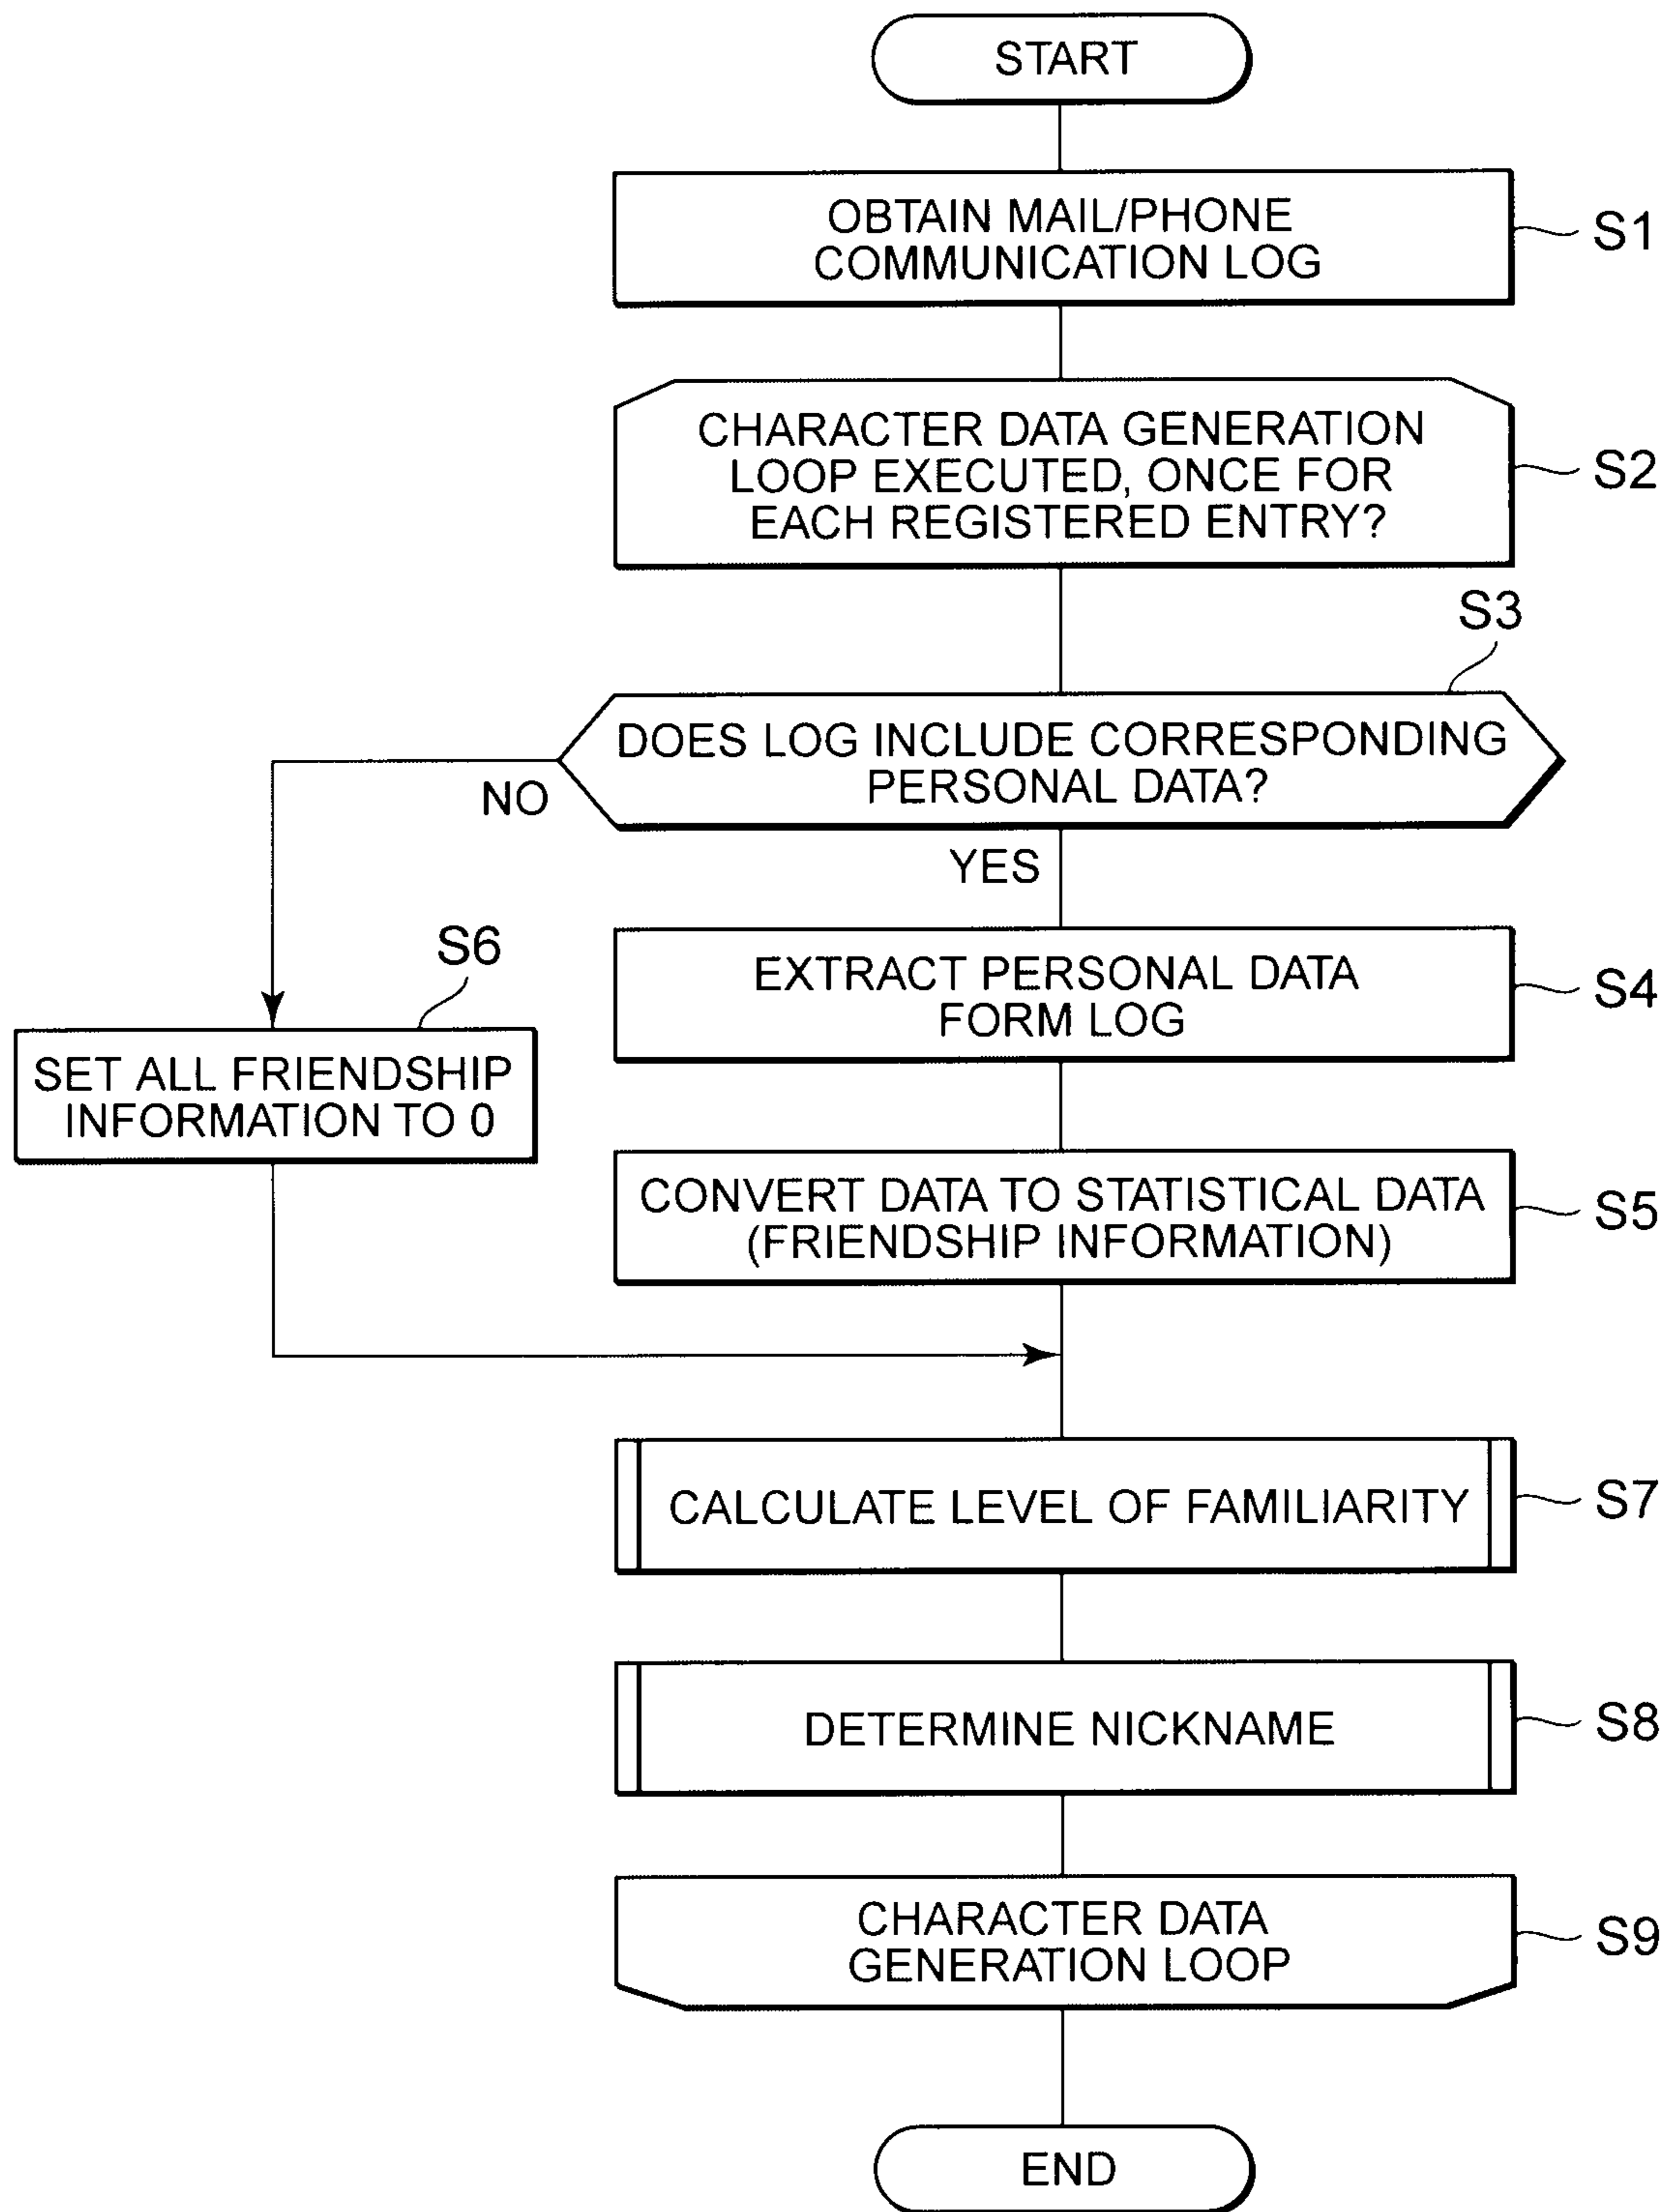 START
OBTAIN MAIL/PHONE
COMMUNICATION LOG
S1
CHARACTER DATA GENERATION
LOOP EXECUTED, ONCE FOR
EACH REGISTERED ENTRY?
S2
S3
DOES LOG INCLUDE CORRESPONDING
PERSONAL DATA?
NO
YES
S6
SET ALL FRIENDSHIP
INFORMATION TO 0
EXTRACT PERSONAL DATA
FORM LOG
S4
CONVERT DATA TO STATISTICAL DATA
(FRIENDSHIP INFORMATION)
S5
CALCULATE LEVEL OF FAMILIARITY
S7
DETERMINE NICKNAME
S8
CHARACTER DATA
GENERATION LOOP
S9
END